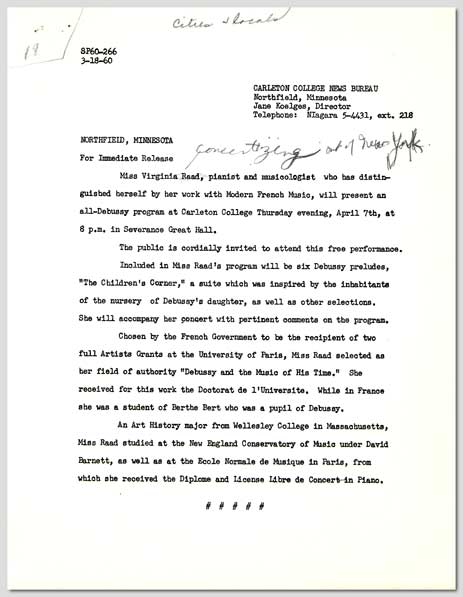 Cities & locals
19
SP60-266
3-18-60
CARLETON COLLEGE NEWS BUREAU
Northfield, Minnesota
Jane Koelges, Director
Telephone: NIagara 5-4431, ext. 218
NORTHFIELD, MINNESOTA
For Immediate Release
concertizing out of New York.
Miss Virginia Raad, pianist and musicologist who has distin-
guished herself by her work with Modern French Music, will present an
all-Debussy program at Carleton College Thursday evening, April 7th, at
8 p.m. in Severance Great Hall.
The public is cordially invited to attend this free performance.
Included in Miss Raad's program will be six Debussy preludes,
"The Children's Corner," a suite which was inspired by the inhabitants
of the nursery of Debussy's daughter, as well as other selections.
She will accompany her concert with pertinent comments on the program.
Chosen by the French Government to be the recipient of two
full Artists Grants at the University of Paris, Miss Raad selected as
her field of authority "Debussy and the Music of His Time." She
received for this work the Doctorat de l'Universite. While in France
she was a student of Berthe Bert who was a pupil of Debussy.
An Art History major from Wellesley College in Massachusetts,
Miss Raad studied at the New England Conservatory of Music under David
Barnett, as well as at the Ecole Normale de Musique in Paris, from
which she received the Diplome and License Libre de Concert in Piano.
# # # # #